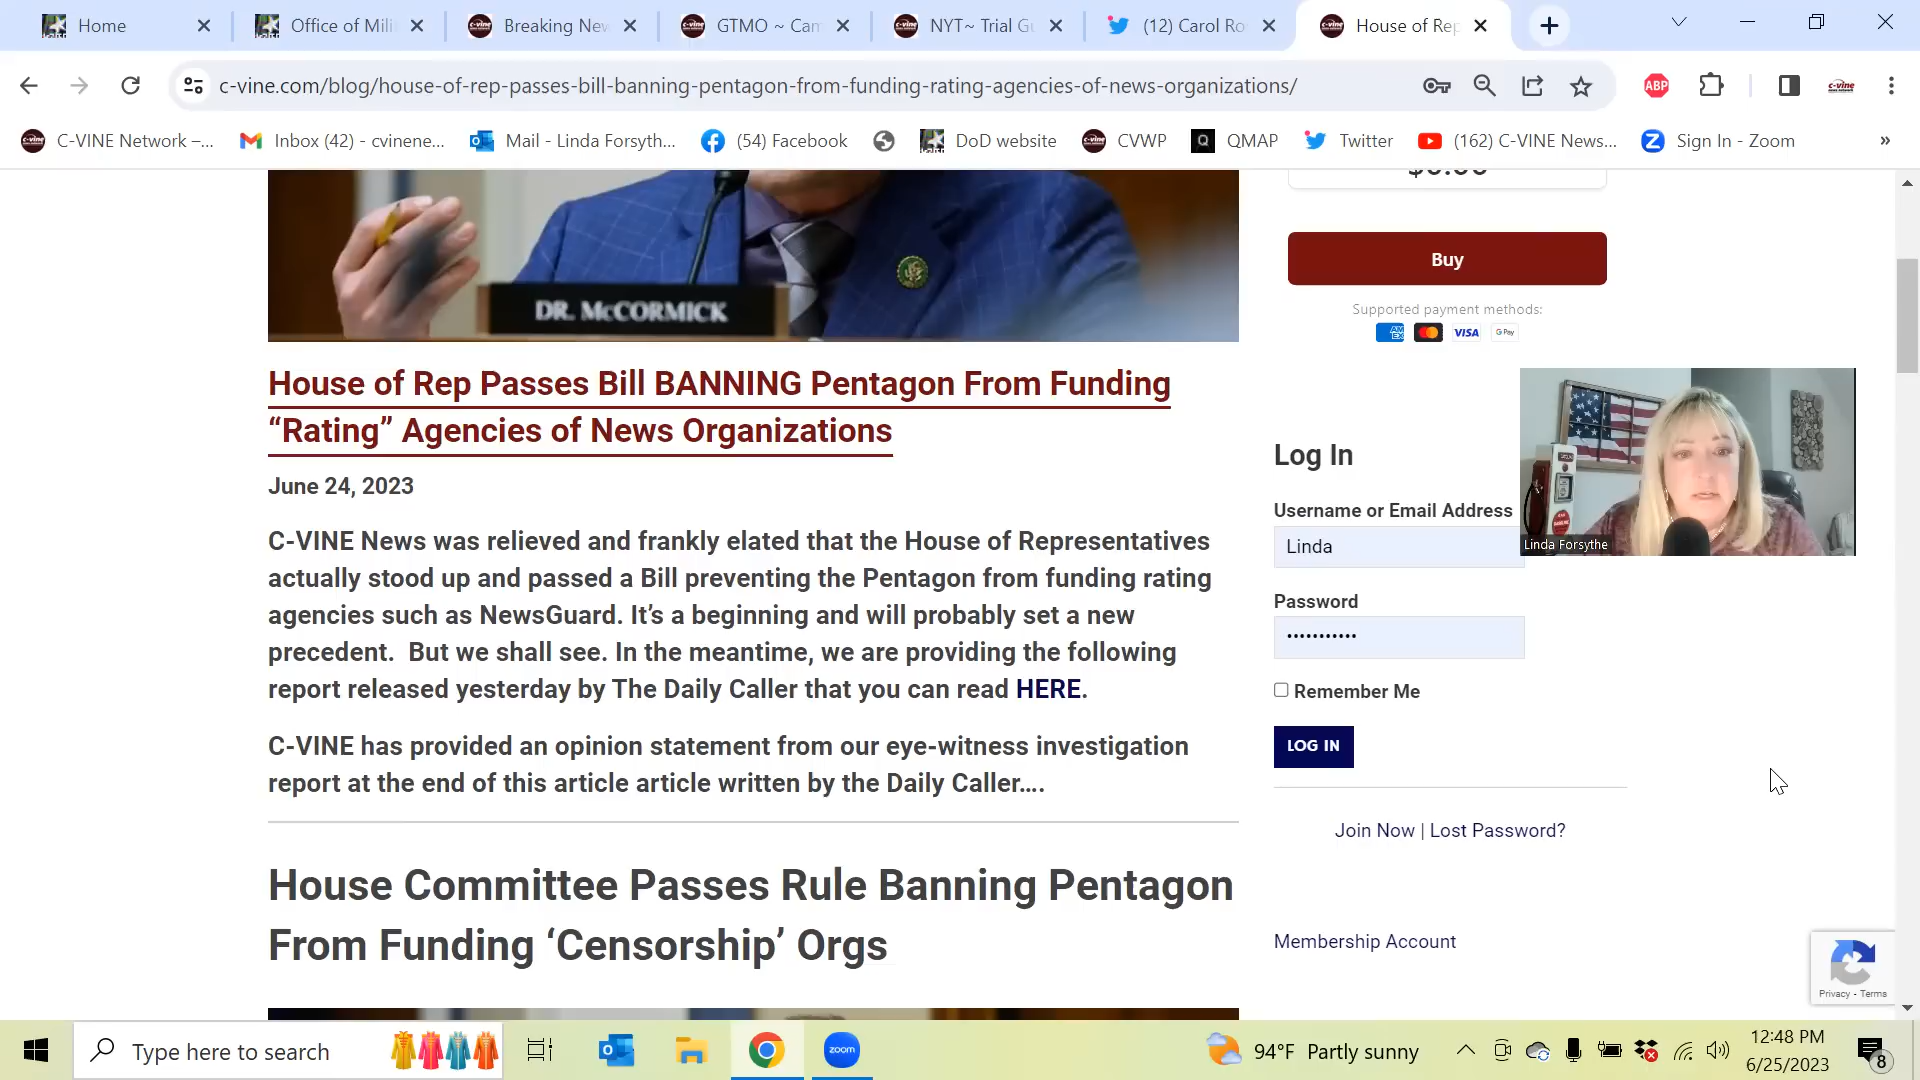 Home
Office of Mili
Breaking New
GTMO ~ Cam
NYT~ Trial Gu
(12) Carol Ro
House of Rep
c-vine.com/blog/house-of-rep-passes-bill-banning-pentagon-from-funding-rating-agencies-of-news-organizations/
ABP
C-VINE Network –...
Inbox (42) - cvinene...
Mail - Linda Forsyth...
(54) Facebook
DoD website
CVWP
QMAP
Twitter
(162) C-VINE News...
Sign In - Zoom
»
DR. McCORMICK
House of Rep Passes Bill BANNING Pentagon From Funding
“Rating” Agencies of News Organizations
June 24, 2023
C-VINE News was relieved and frankly elated that the House of Representatives
actually stood up and passed a Bill preventing the Pentagon from funding rating
agencies such as NewsGuard. It’s a beginning and will probably set a new
precedent.  But we shall see. In the meantime, we are providing the following
report released yesterday by The Daily Caller that you can read HERE.
C-VINE has provided an opinion statement from our eye-witness investigation
report at the end of this article article written by the Daily Caller….
House Committee Passes Rule Banning Pentagon
From Funding ‘Censorship’ Orgs
Buy
Supported payment methods:
AM EX
VISA
G Pay
Log In
Username or Email Address
Linda
Linda Forsythe
Password
Remember Me
LOG IN
Join Now | Lost Password?
Membership Account
Privacy - Terms
Type here to search
zoom
94°F Partly sunny
12:48 PM
6/25/2023
8